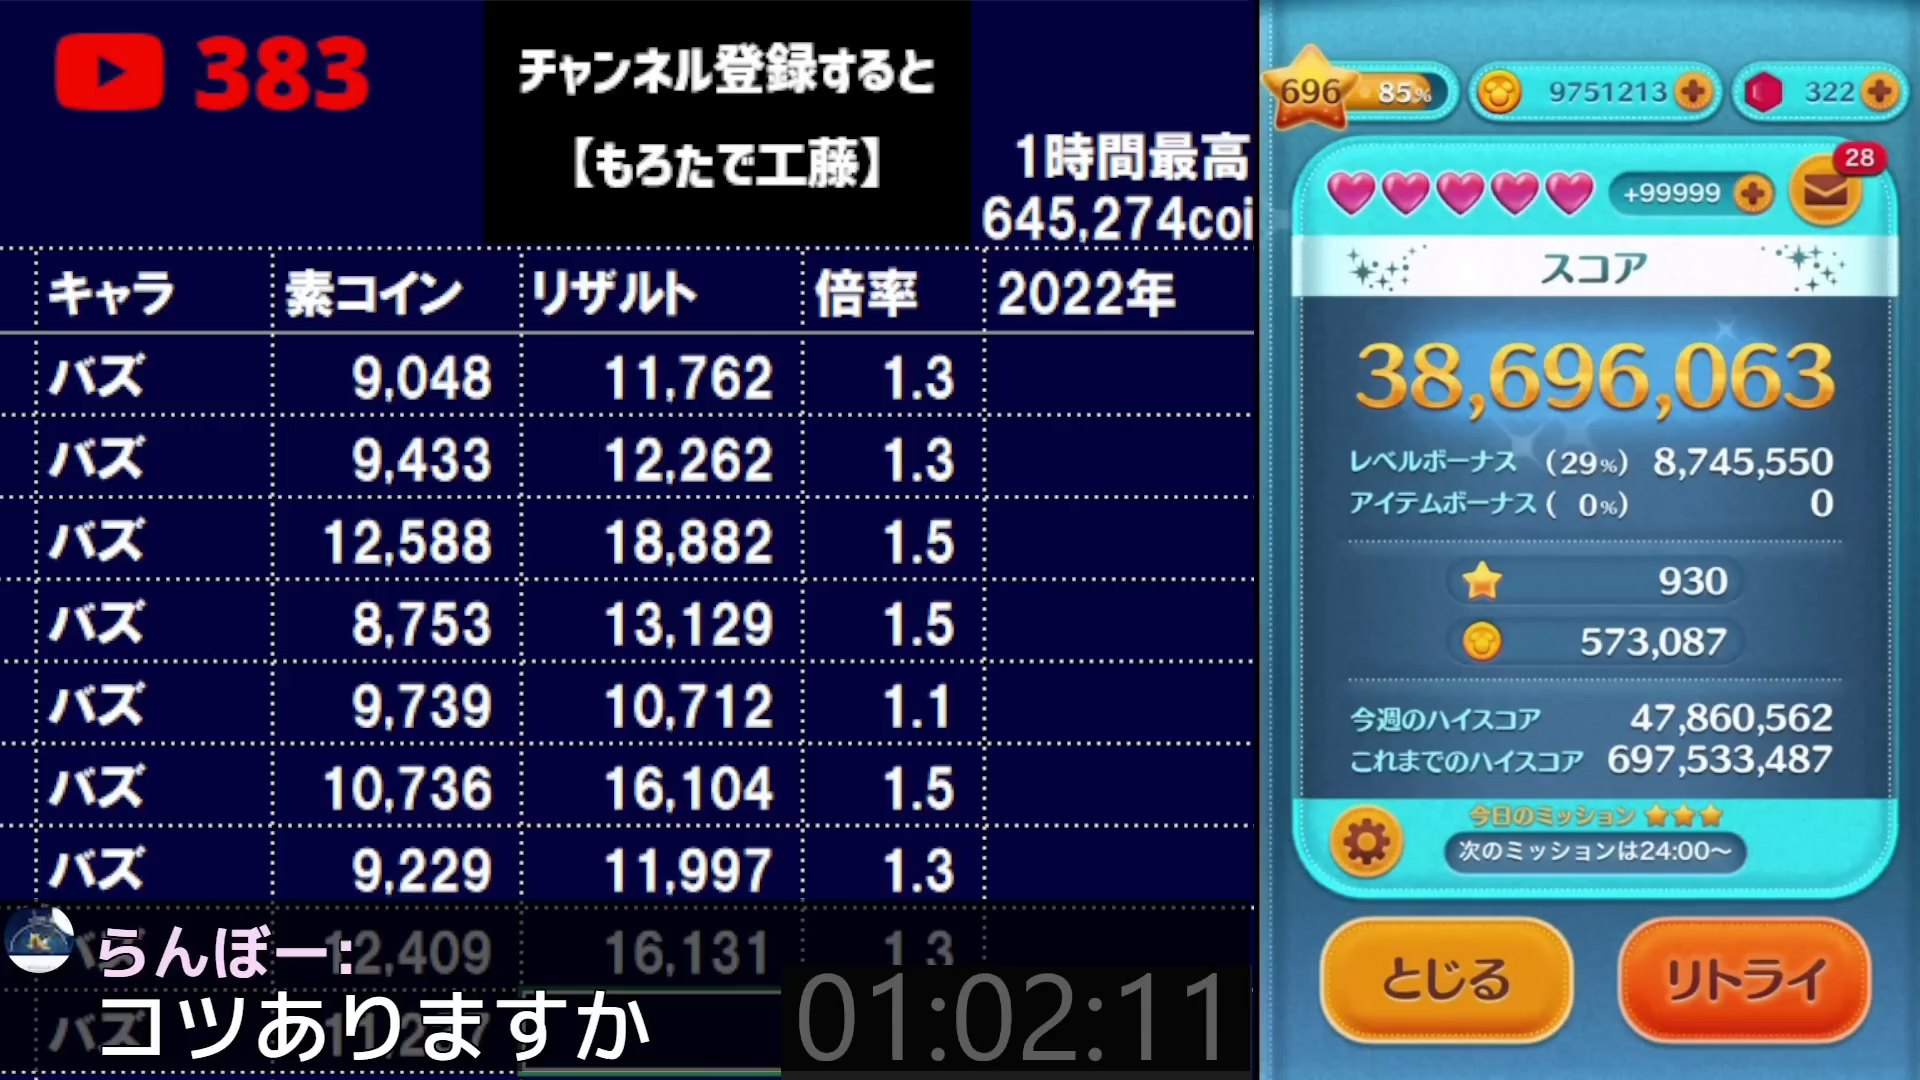 383
チャンネル登録すると
【もろたで工藤】
1時間最高
645,274coi
キャラ 素コイン リザルト 倍率 2022年
バズ 9,048 11,762 1.3
バズ 9,433 12,262 1.3
バズ 12,588 18,882 1.5
バズ 8,753 13,129 1.5
バズ 9,739 10,712 1.1
バズ 10,736 16,104 1.5
バズ 9,229 11,997 1.3
バズ 12,409 16,131 1.3
バズ
らんぼー:
コツありますか
01:02:11
696 85% 9751213 322
+99999 28
スコア
38,696,063
レベルボーナス (29%) 8,745,550
アイテムボーナス ( 0%) 0
930
573,087
今週のハイスコア 47,860,562
これまでのハイスコア 697,533,487
今日のミッション
次のミッションは24:00〜
とじる リトライ